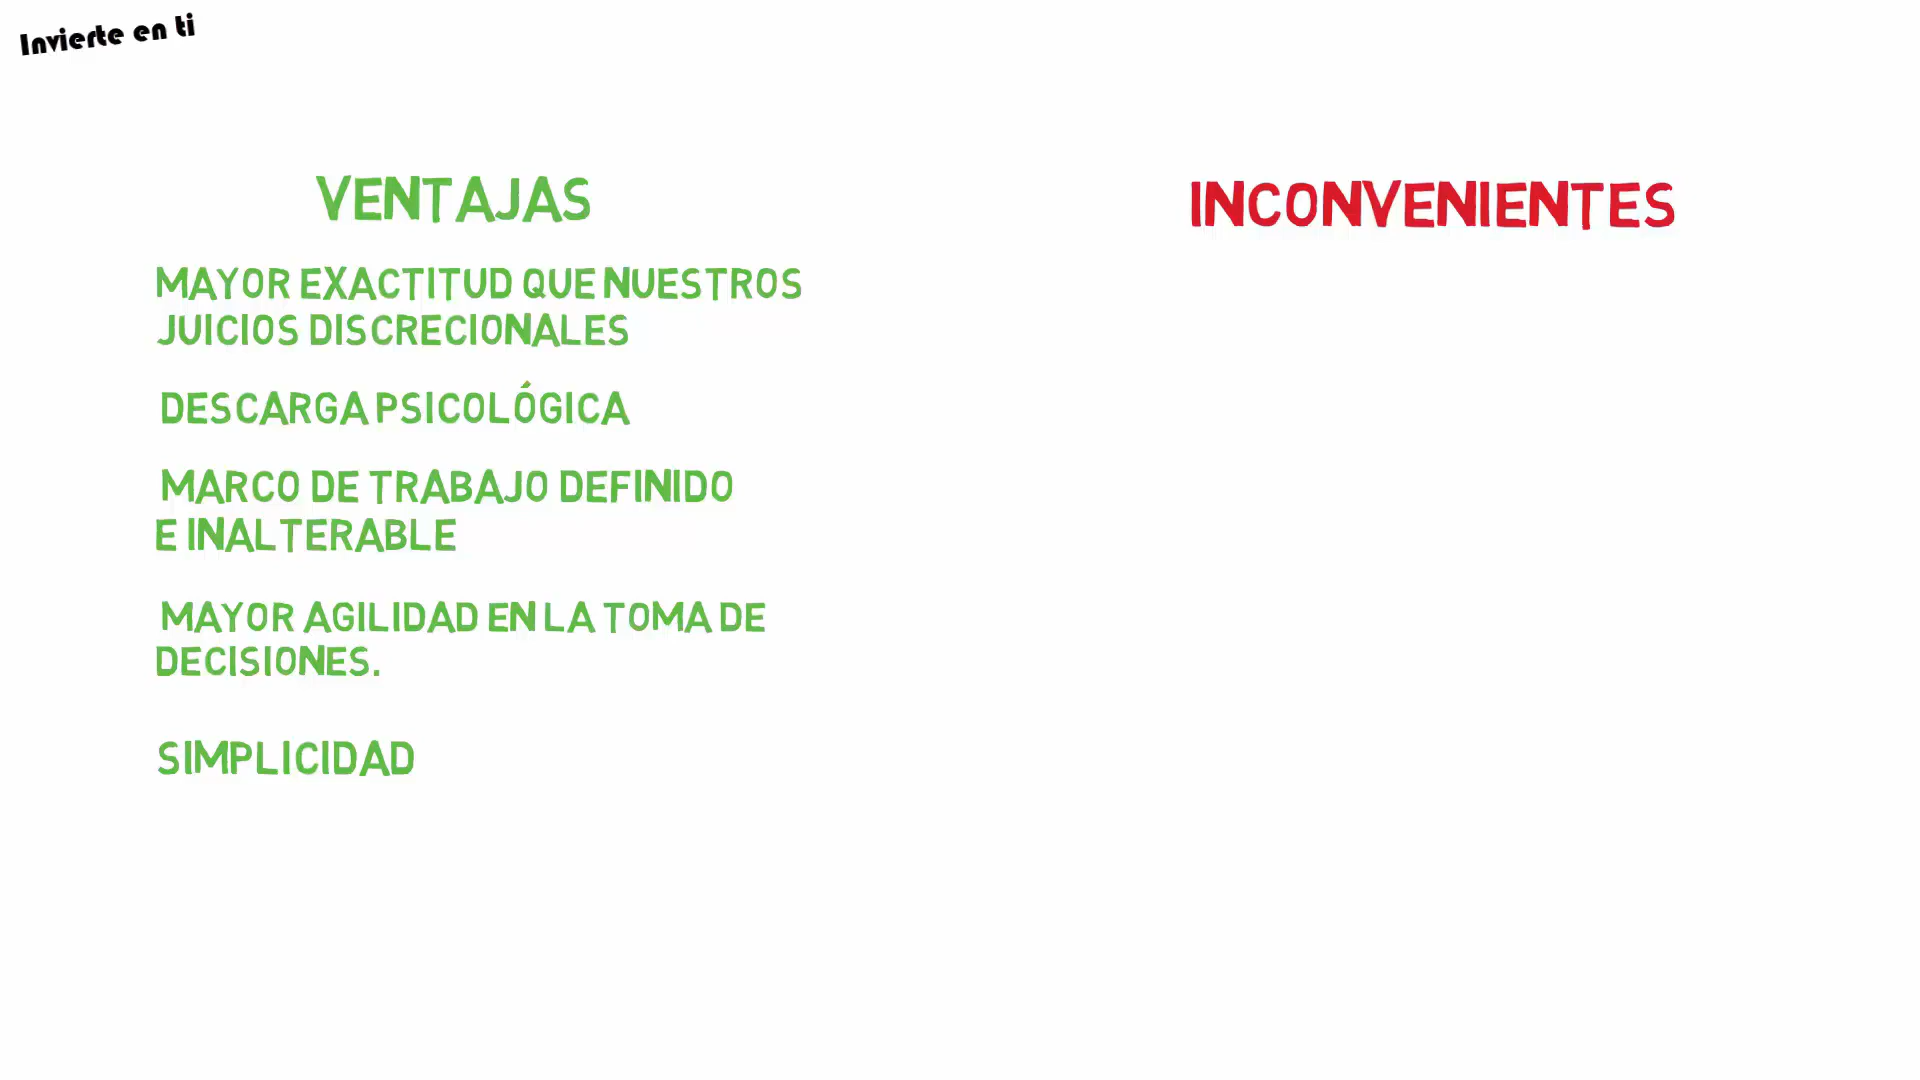 Invierte en ti
VENTAJAS
MAYOR EXACTITUD QUE NUESTROS
JUICIOS DISCRECIONALES
DESCARGA PSICOLÓGICA
MARCO DE TRABAJO DEFINIDO
E INALTERABLE
MAYOR AGILIDAD EN LA TOMA DE
DECISIONES.
SIMPLICIDAD
INCONVENIENTES